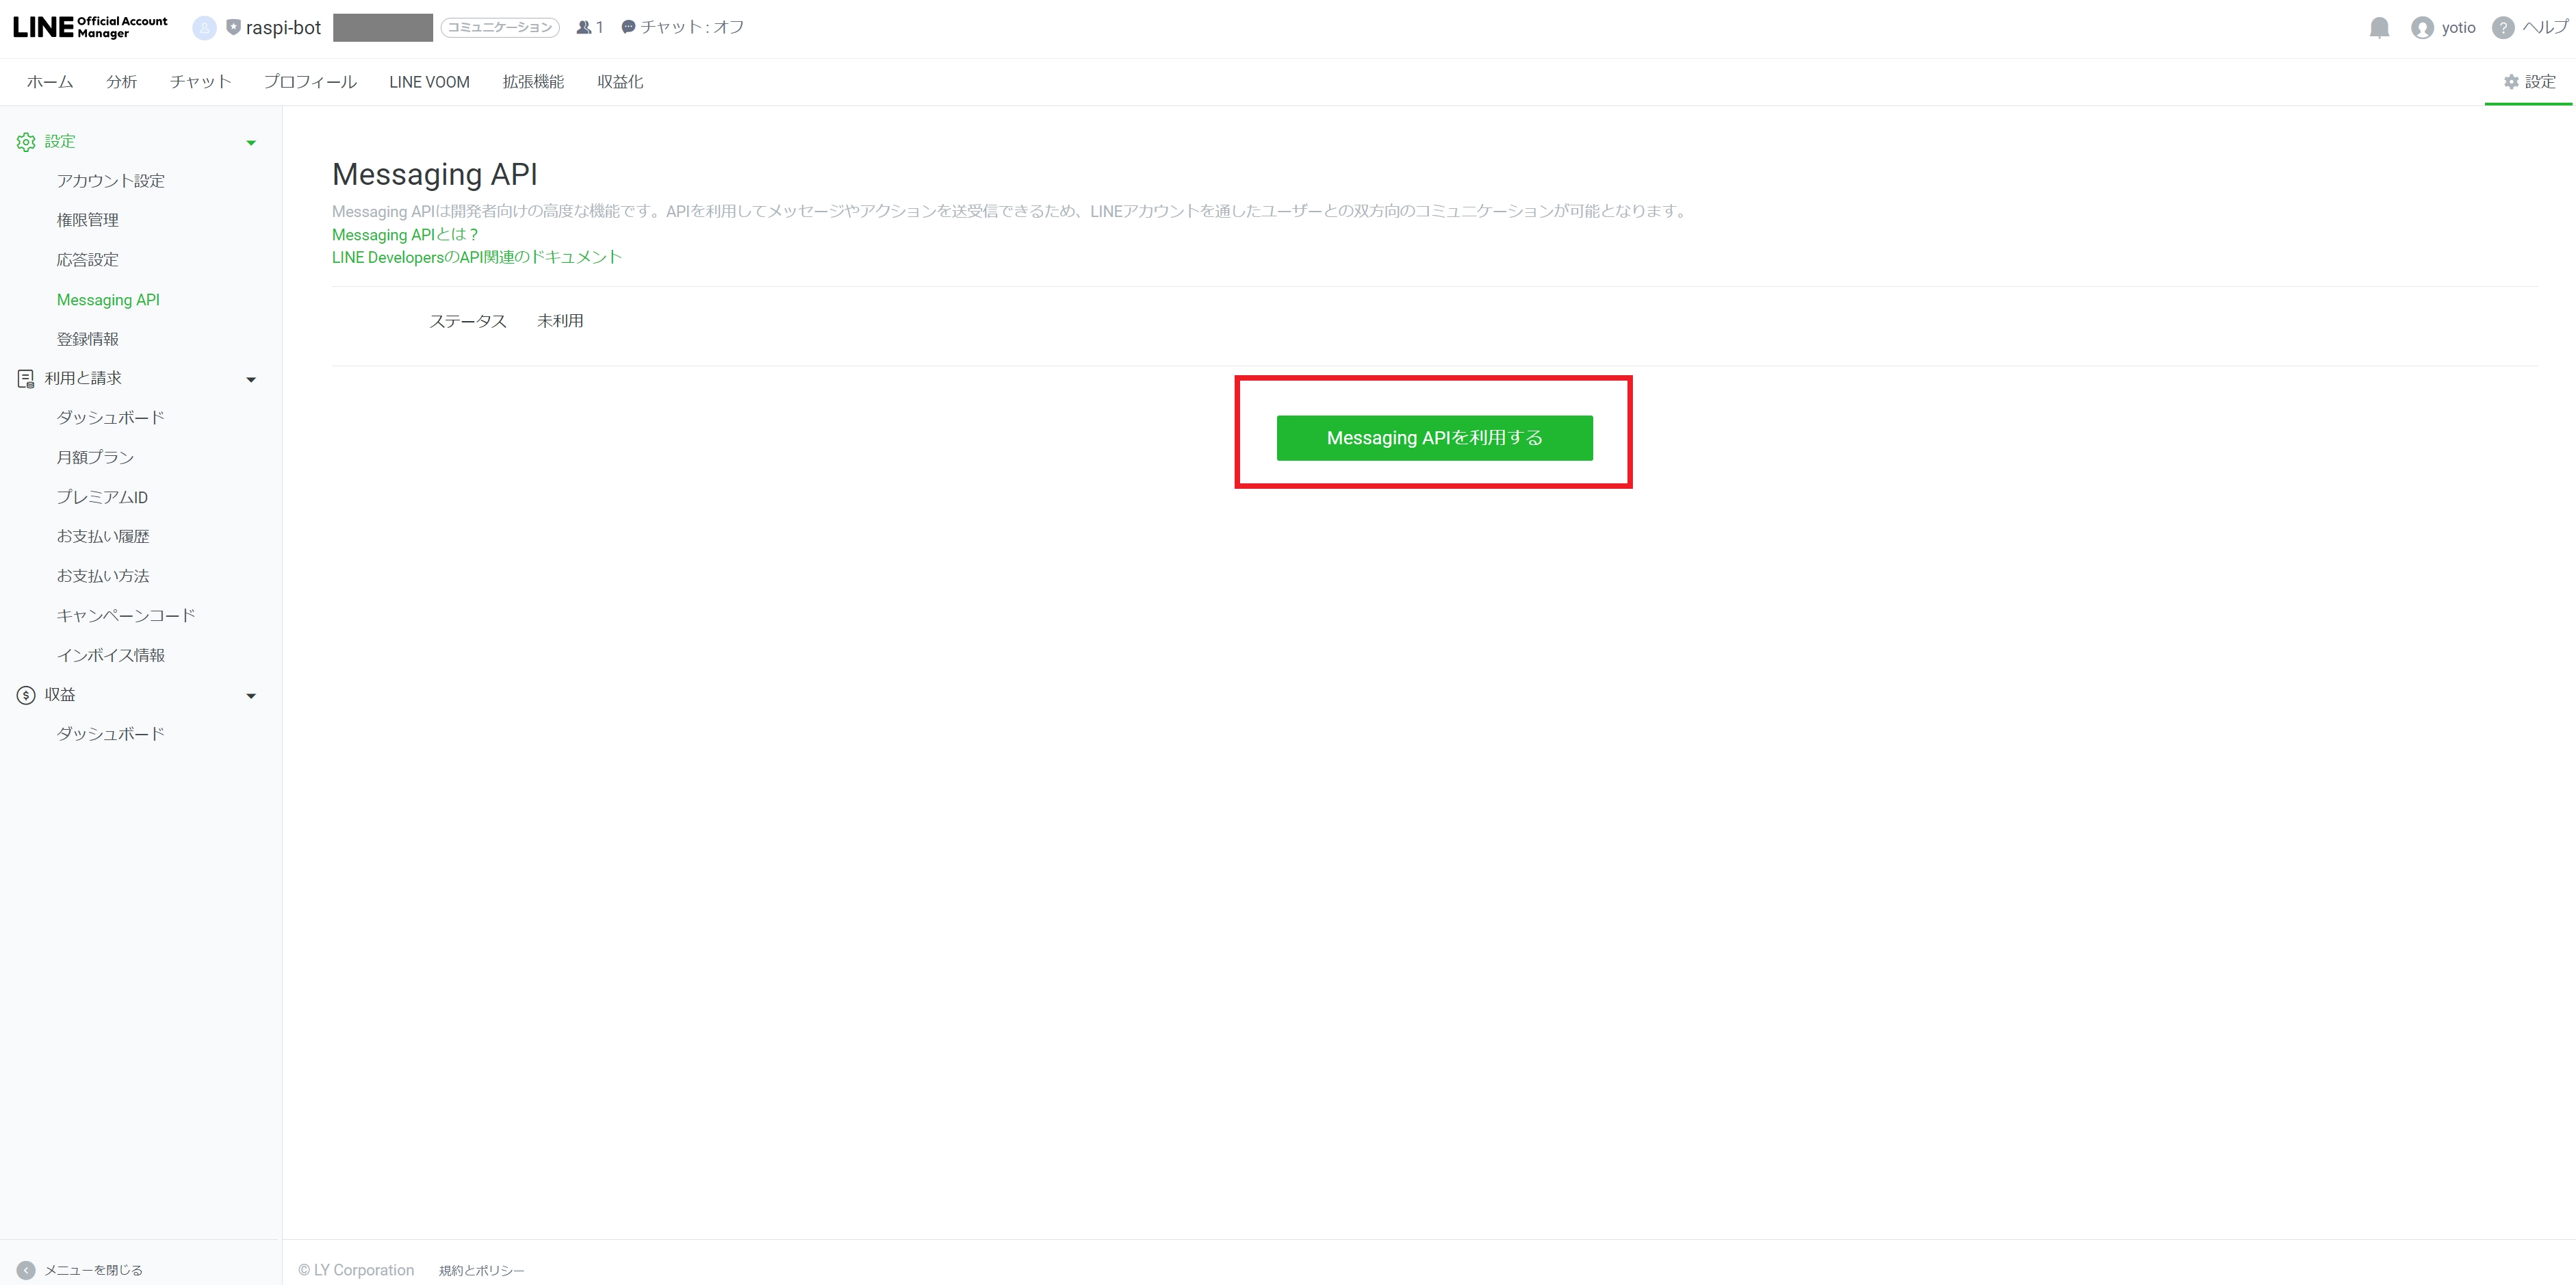 LINE Official Account Manager
raspi-bot
コミュニケーション
1
チャット : オフ
yotio
ヘルプ
ホーム
分析
チャット
プロフィール
LINE VOOM
拡張機能
収益化
設定
設定
アカウント設定
権限管理
応答設定
Messaging API
登録情報
利用と請求
ダッシュボード
月額プラン
プレミアムID
お支払い履歴
お支払い方法
キャンペーンコード
インボイス情報
収益
ダッシュボード
メニューを閉じる
Messaging API
Messaging APIは開発者向けの高度な機能です。APIを利用してメッセージやアクションを送受信できるため、LINEアカウントを通したユーザーとの双方向のコミュニケーションが可能となります。
Messaging APIとは？
LINE DevelopersのAPI関連のドキュメント
ステータス 未利用
Messaging APIを利用する
© LY Corporation
規約とポリシー